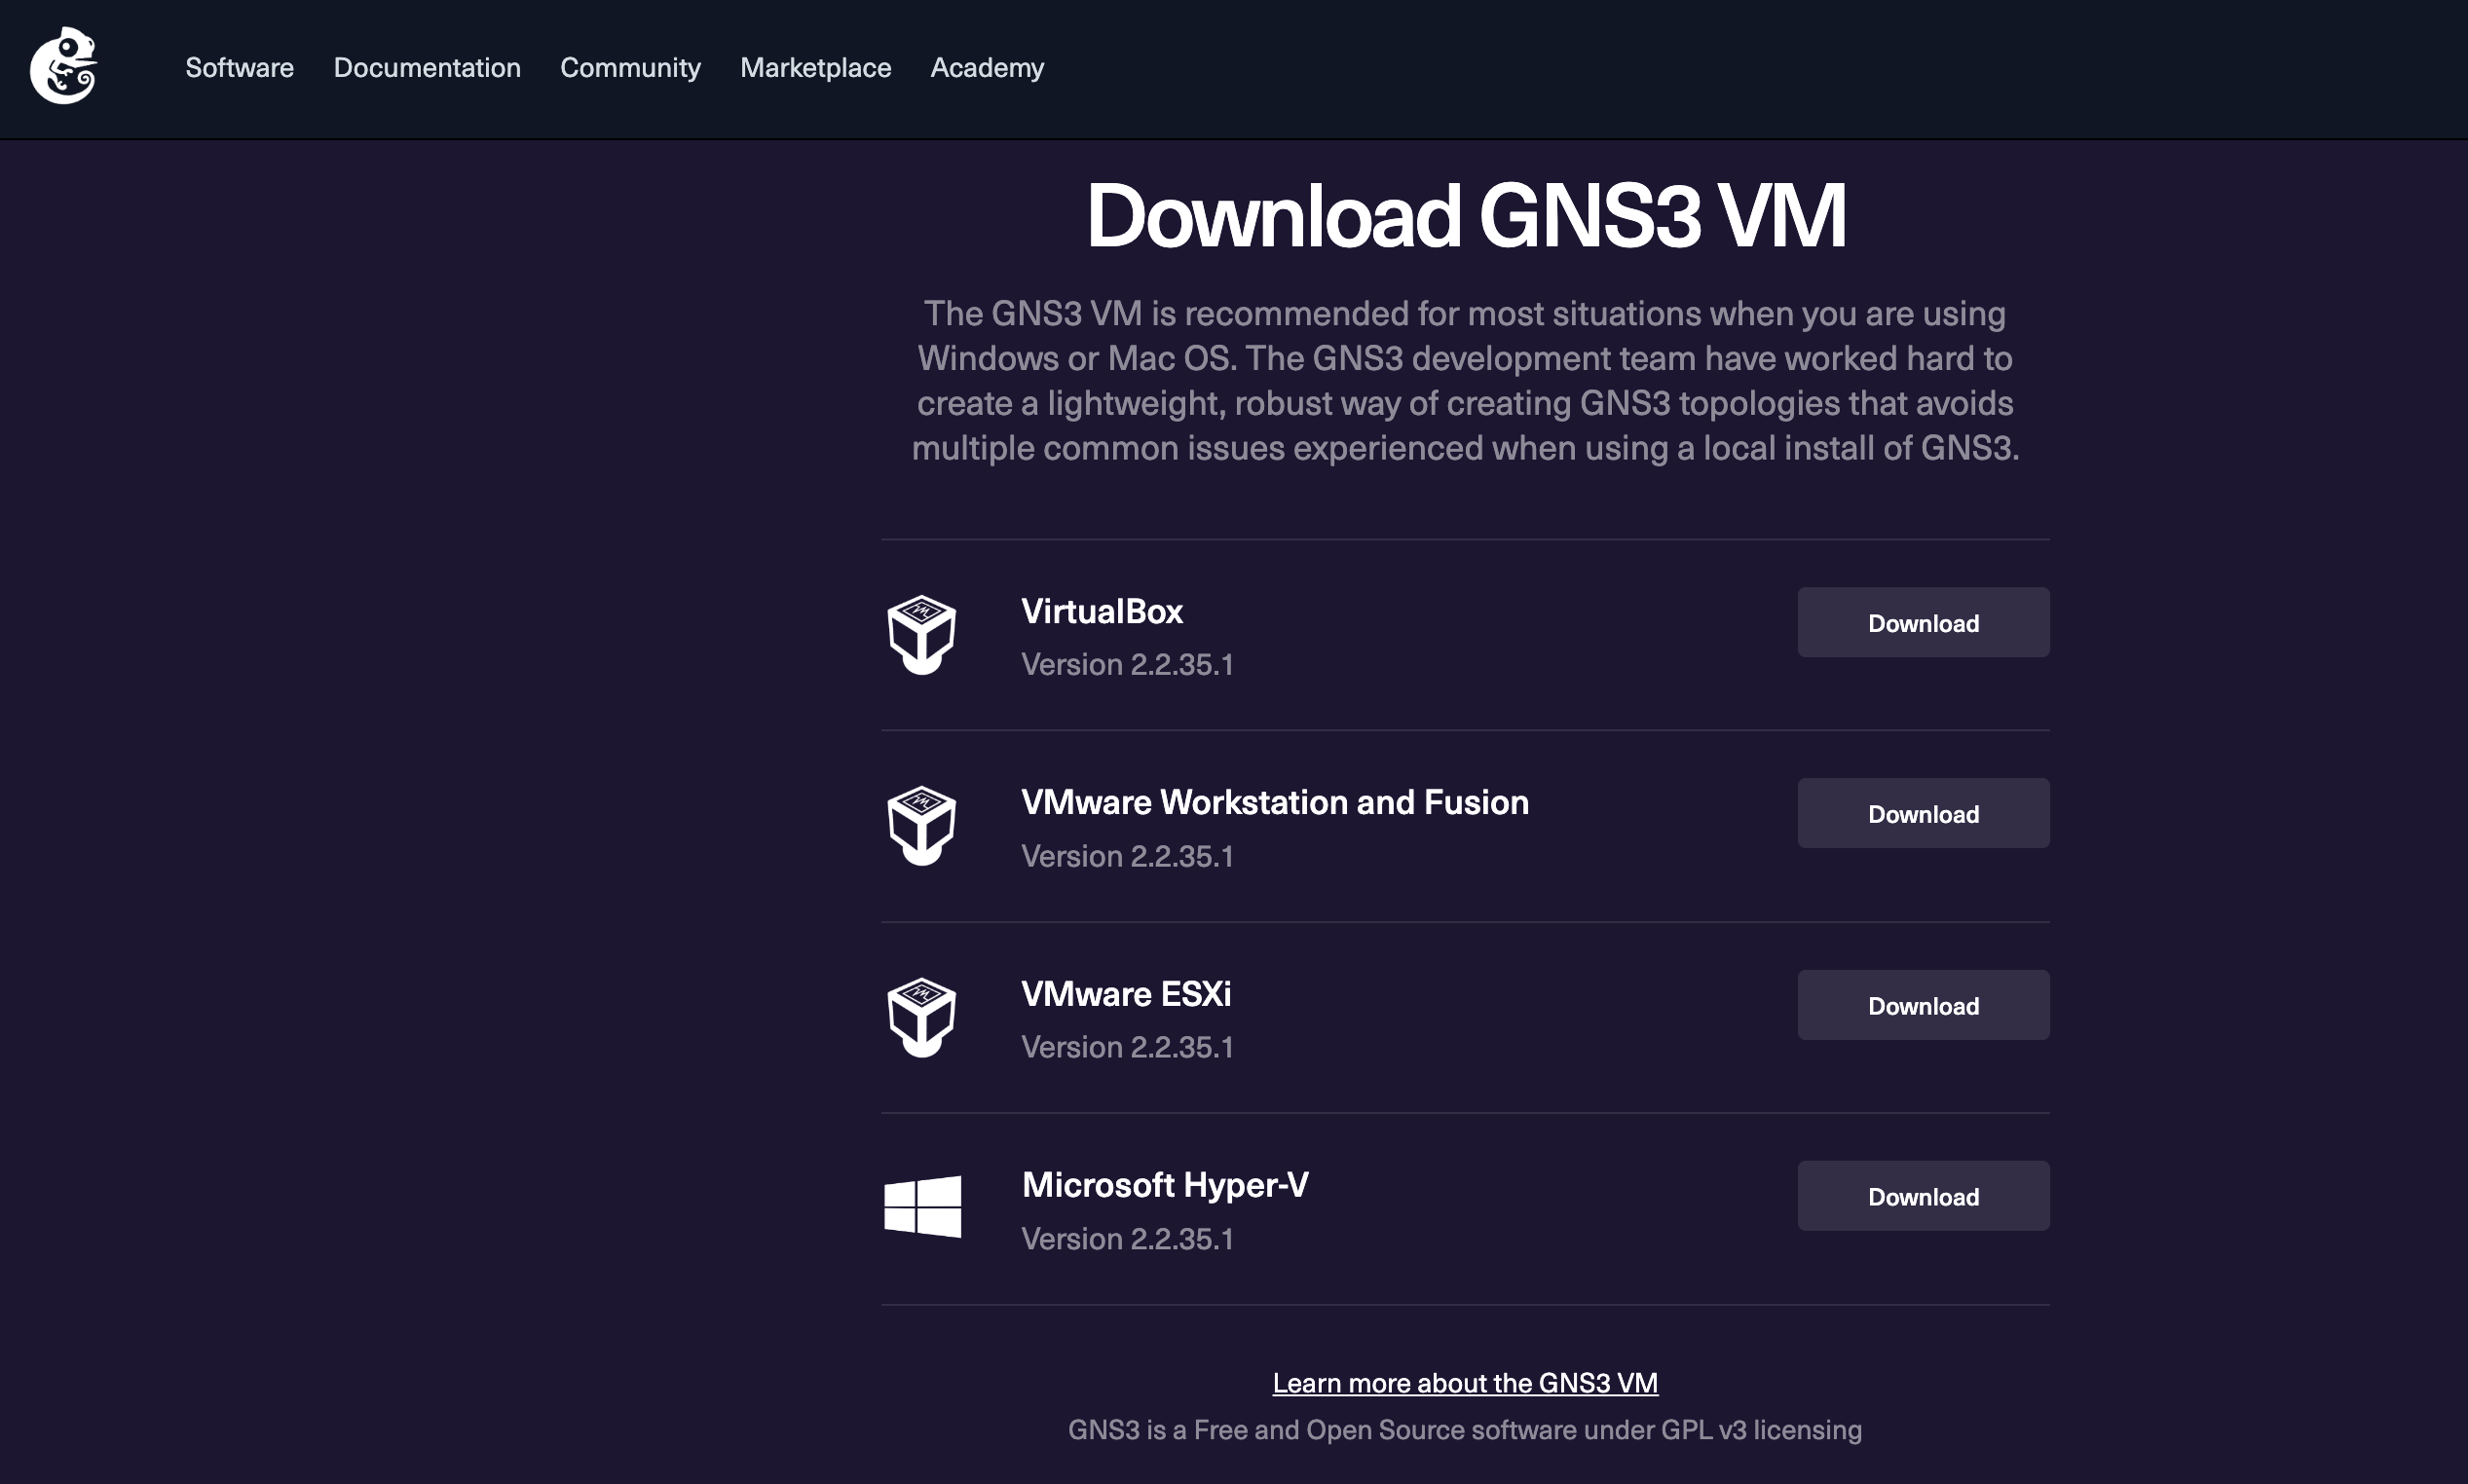 Software Documentation Community Marketplace Academy
Download GNS3 VM
The GNS3 VM is recommended for most situations when you are using
Windows or Mac OS. The GNS3 development team have worked hard to
create a lightweight, robust way of creating GNS3 topologies that avoids
multiple common issues experienced when using a local install of GNS3.
VirtualBox
Version 2.2.35.1
Download
VMware Workstation and Fusion
Version 2.2.35.1
Download
VMware ESXi
Version 2.2.35.1
Download
Microsoft Hyper-V
Version 2.2.35.1
Download
Learn more about the GNS3 VM
GNS3 is a Free and Open Source software under GPL v3 licensing